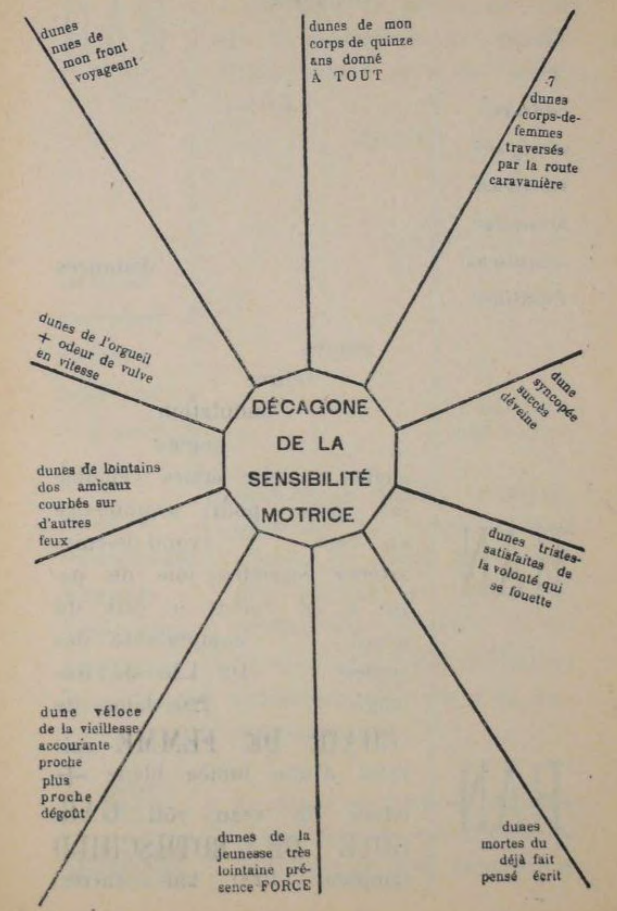 dunes
nues de
mon front
voyageant
dunes de mon
corps de quinze
ans donné
À TOUT
7
dunes
corps-de-
femmes
traversés
par la route
caravanière
dunes de l'orgueil
+ odeur de vulve
en vitesse
dune
syncopée
succès
déveine
DÉCAGONE
DE LA
SENSIBILITÉ
MOTRICE
dunes de lointains
dos amicaux
courbés sur
d'autres
feux
dunes tristes-
satisfaites de
la volonté qui
se fouette
dune véloce
de la vieillesse
accourante
proche
plus
proche
dégoût
dunes de la
jeunesse très
lointaine pré-
sence FORCE
dunes
mortes du
déjà fait
pensé écrit